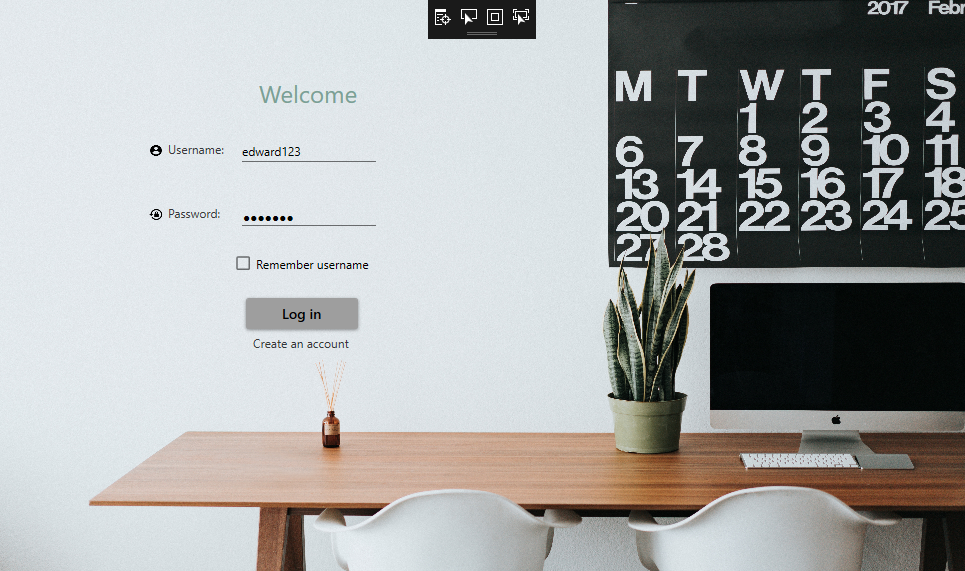 2017 Febr
Welcome
Username: edward123
Password: •••••••
Remember username
Log in
Create an account
M T W T F S
1 2 3 4
6 7 8 9 10 11
13 14 15 16 17 18
20 21 22 23 24 25
27 28